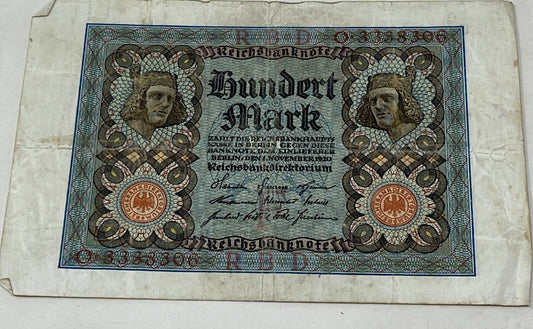 R B D O·3338306
Reichsbanknote
Hundert
Mark
ZAHLT DIE REICHSBANKHAUPT-
KASSE IN BERLIN GEGEN DIESE
BANKNOTE DEM EINLIEFERER
BERLIN, DEN 1. NOVEMBER 1920
Reichsbankdirektorium
Reichsbanknote
O·3338306 R B D